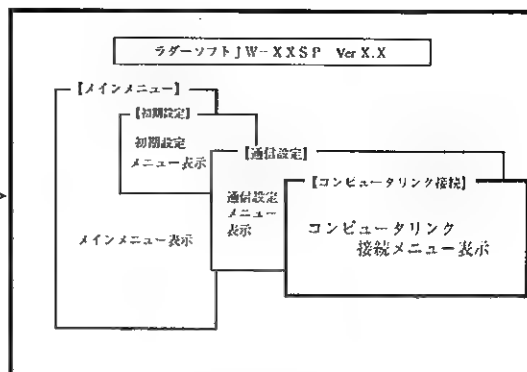 ラダーソフトJW-XXSP Ver X.X
【メインメニュー】
【初期設定】
初期設定
メニュー表示
【通信設定】
通信設定
メニュー
表示
【コンピュータリンク接続】
コンピュータリンク
接続メニュー表示
メインメニュー表示